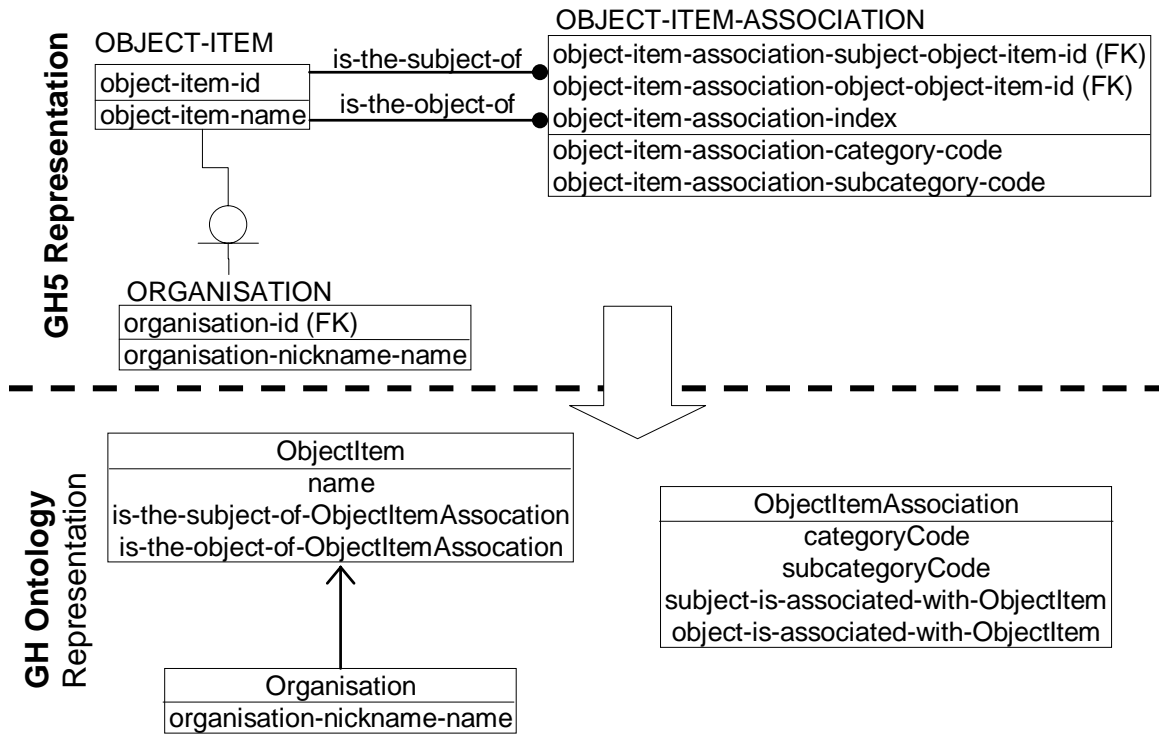 GH5 Representation
OBJECT-ITEM
object-item-id
object-item-name
is-the-subject-of
is-the-object-of
OBJECT-ITEM-ASSOCIATION
object-item-association-subject-object-item-id (FK)
object-item-association-object-object-item-id (FK)
object-item-association-index
object-item-association-category-code
object-item-association-subcategory-code
ORGANISATION
organisation-id (FK)
organisation-nickname-name
GH Ontology
Representation
ObjectItem
name
is-the-subject-of-ObjectItemAssocation
is-the-object-of-ObjectItemAssocation
Organisation
organisation-nickname-name
ObjectItemAssociation
categoryCode
subcategoryCode
subject-is-associated-with-ObjectItem
object-is-associated-with-ObjectItem